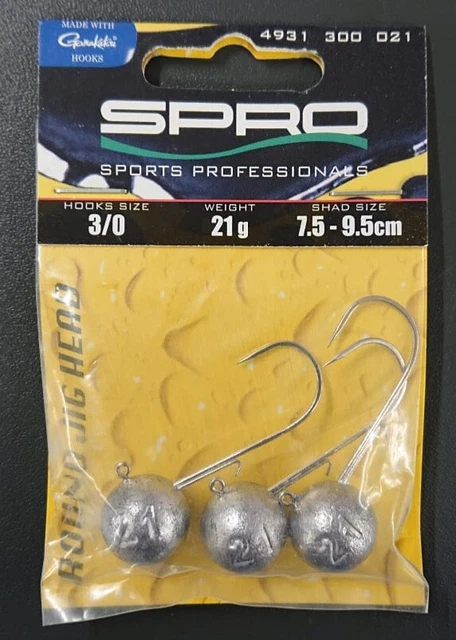 MADE WITH
Gamakatsu
HOOKS
4931 300 021
SPRO
SPORTS PROFESSIONALS
HOOKS SIZE
3/0
WEIGHT
21 g
SHAD SIZE
7.5 - 9.5cm
ROUND JIG HEAD
21
21
21